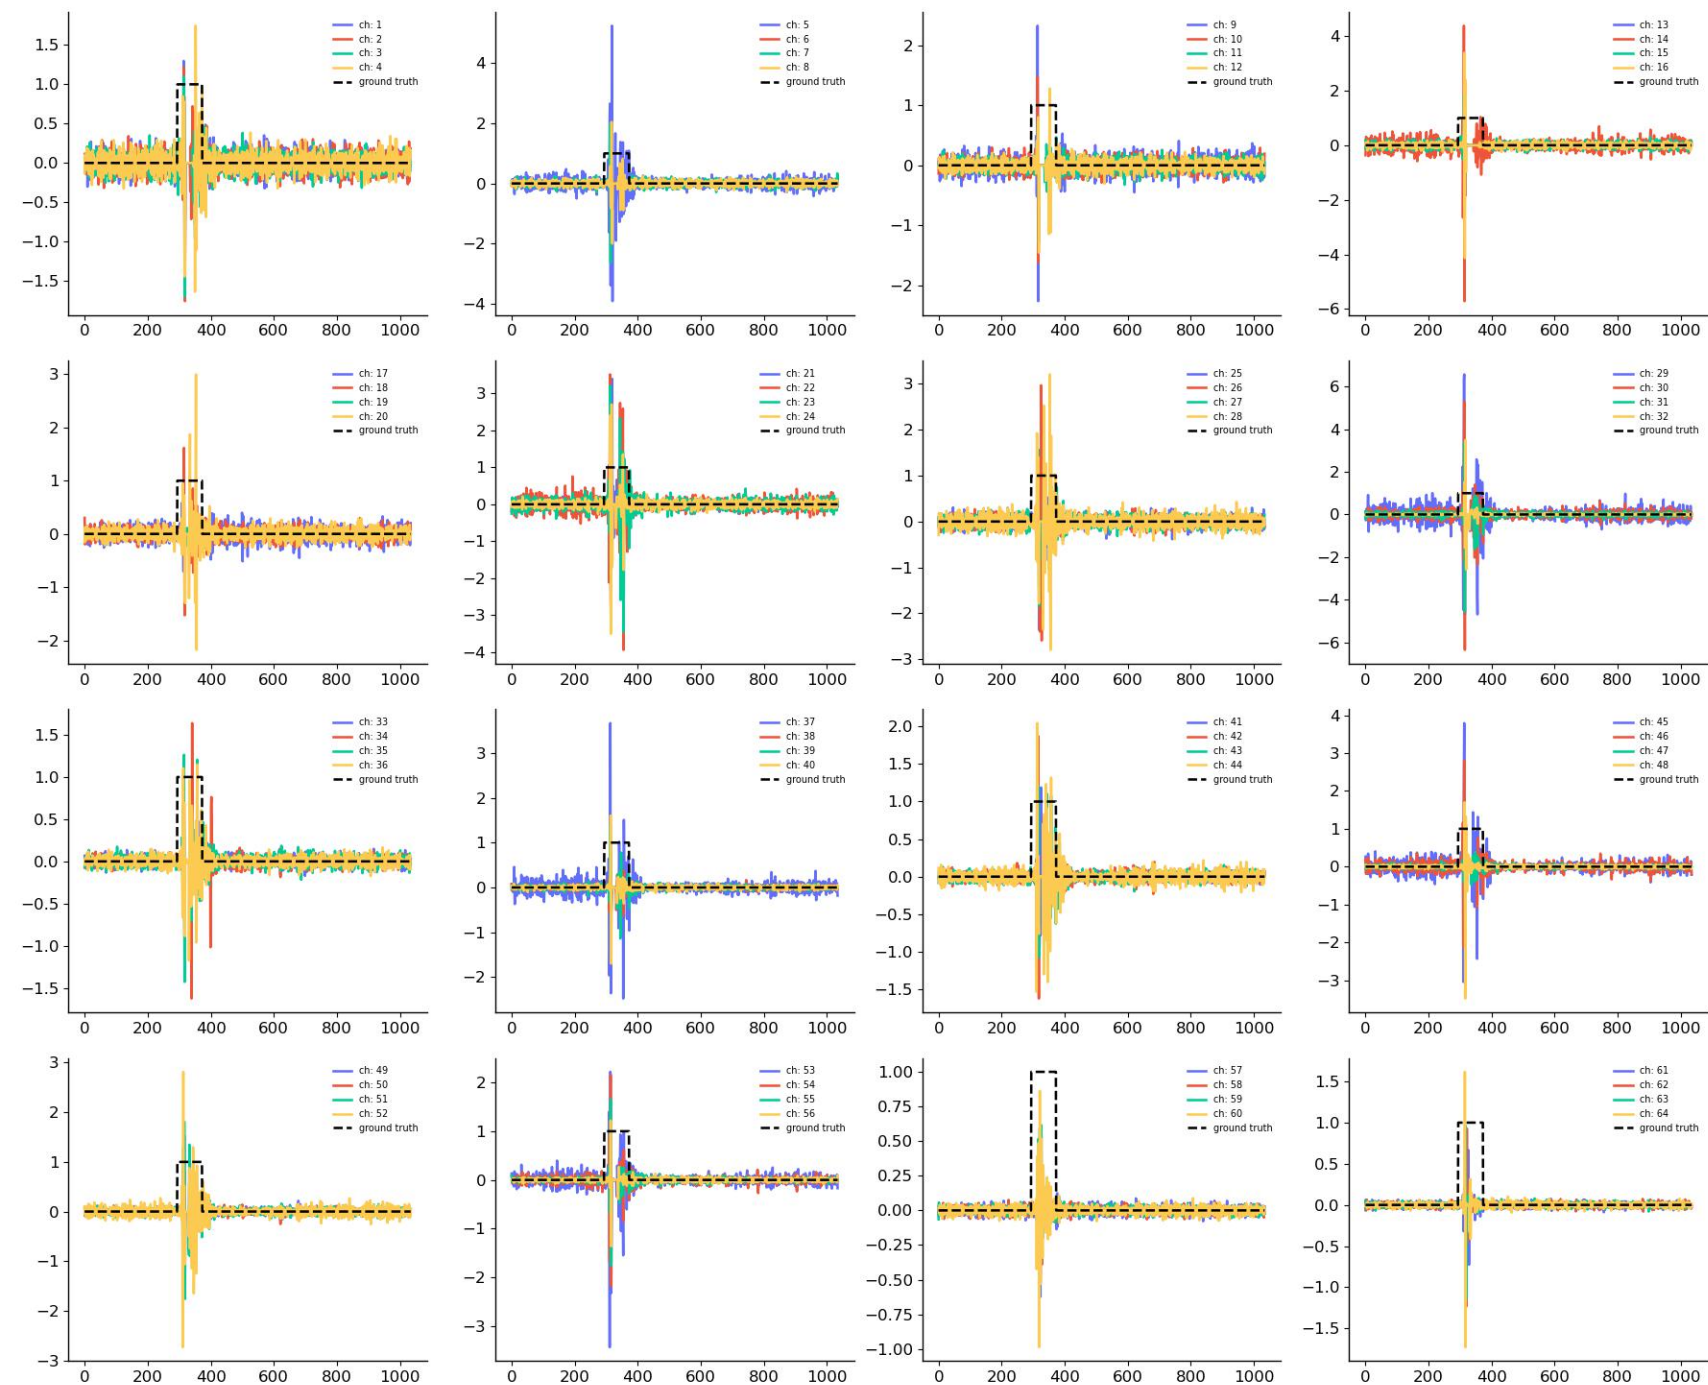 ch: 1
ch: 2
ch: 3
ch: 4
ground truth
1.5
1.0
0.5
0.0
−0.5
−1.0
−1.5
0 200 400 600 800 1000
ch: 5
ch: 6
ch: 7
ch: 8
ground truth
4
2
0
−2
−4
0 200 400 600 800 1000
ch: 9
ch: 10
ch: 11
ch: 12
ground truth
2
1
0
−1
−2
0 200 400 600 800 1000
ch: 13
ch: 14
ch: 15
ch: 16
ground truth
4
2
0
−2
−4
−6
0 200 400 600 800 1000
ch: 17
ch: 18
ch: 19
ch: 20
ground truth
3
2
1
0
−1
−2
0 200 400 600 800 1000
ch: 21
ch: 22
ch: 23
ch: 24
ground truth
3
2
1
0
−1
−2
−3
−4
0 200 400 600 800 1000
ch: 25
ch: 26
ch: 27
ch: 28
ground truth
3
2
1
0
−1
−2
−3
0 200 400 600 800 1000
ch: 29
ch: 30
ch: 31
ch: 32
ground truth
6
4
2
0
−2
−4
−6
0 200 400 600 800 1000
ch: 33
ch: 34
ch: 35
ch: 36
ground truth
1.5
1.0
0.5
0.0
−0.5
−1.0
−1.5
0 200 400 600 800 1000
ch: 37
ch: 38
ch: 39
ch: 40
ground truth
3
2
1
0
−1
−2
0 200 400 600 800 1000
ch: 41
ch: 42
ch: 43
ch: 44
ground truth
2.0
1.5
1.0
0.5
0.0
−0.5
−1.0
−1.5
0 200 400 600 800 1000
ch: 45
ch: 46
ch: 47
ch: 48
ground truth
4
3
2
1
0
−1
−2
−3
0 200 400 600 800 1000
ch: 49
ch: 50
ch: 51
ch: 52
ground truth
3
2
1
0
−1
−2
−3
0 200 400 600 800 1000
ch: 53
ch: 54
ch: 55
ch: 56
ground truth
2
1
0
−1
−2
−3
0 200 400 600 800 1000
ch: 57
ch: 58
ch: 59
ch: 60
ground truth
1.00
0.75
0.50
0.25
0.00
−0.25
−0.50
−0.75
−1.00
0 200 400 600 800 1000
ch: 61
ch: 62
ch: 63
ch: 64
ground truth
1.5
1.0
0.5
0.0
−0.5
−1.0
−1.5
0 200 400 600 800 1000